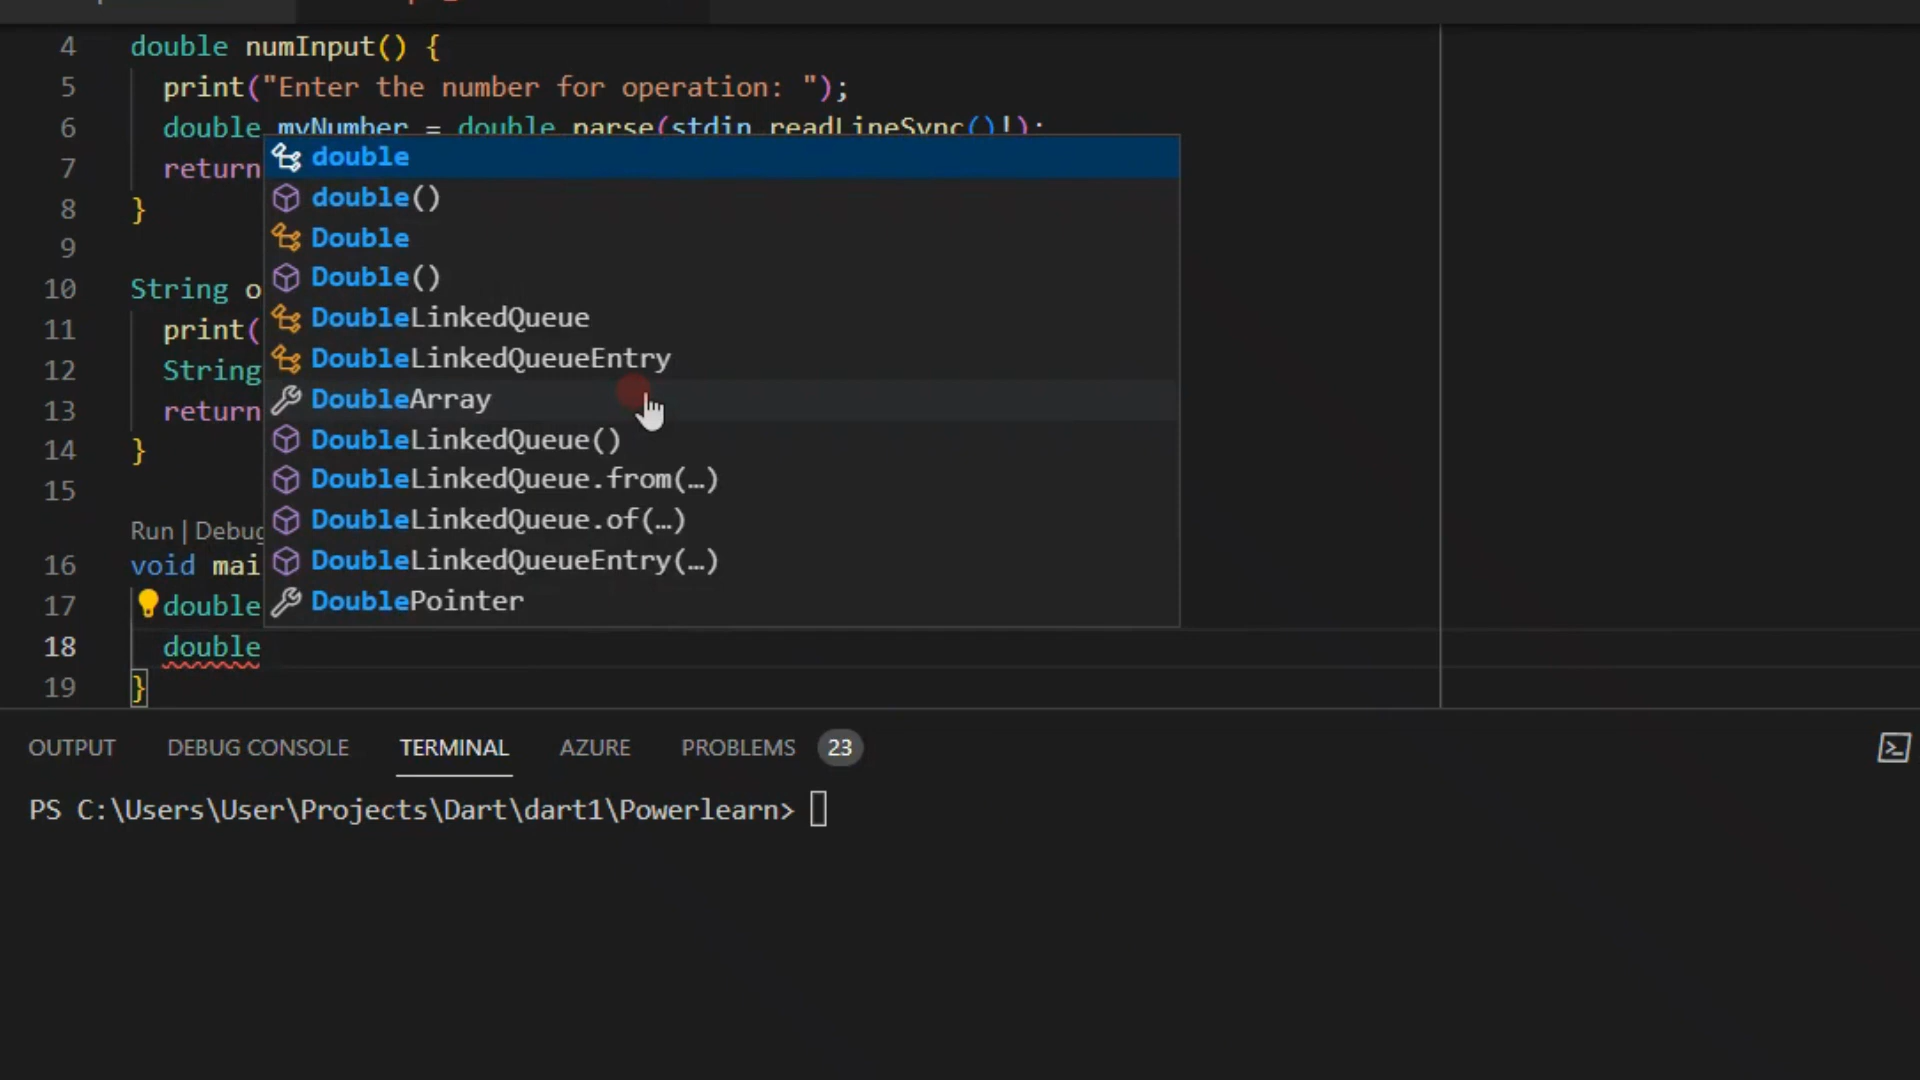 4 double numInput() {
5 print("Enter the number for operation: ");
6 double myNumber = double.parse(stdin.readLineSync()!);
7 return
8 }
9
10 String o
11 print(
12 String
13 return
14 }
15
Run | Debug
16 void mai
17 double
18 double
19 }
double
double()
Double
Double()
DoubleLinkedQueue
DoubleLinkedQueueEntry
DoubleArray
DoubleLinkedQueue()
DoubleLinkedQueue.from(…)
DoubleLinkedQueue.of(…)
DoubleLinkedQueueEntry(…)
DoublePointer
OUTPUT DEBUG CONSOLE TERMINAL AZURE PROBLEMS 23
PS C:\Users\User\Projects\Dart\dart1\Powerlearn>